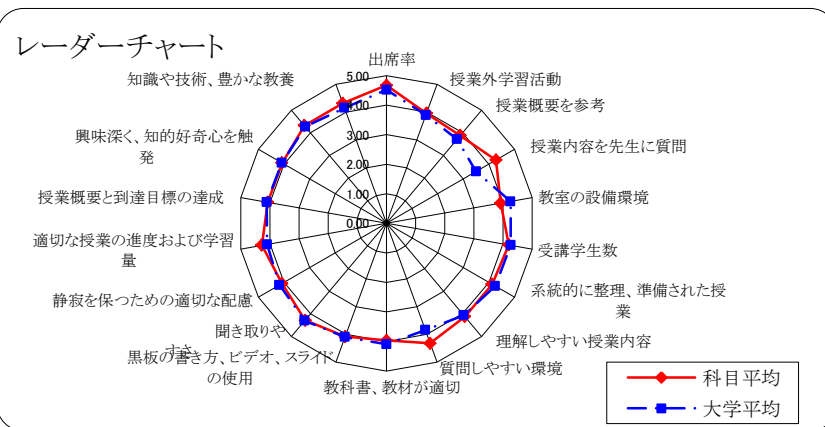 レーダーチャート
出席率
授業外学習活動
授業概要を参考
授業内容を先生に質問
教室の設備環境
受講学生数
系統的に整理、準備された授
業
理解しやすい授業内容
質問しやすい環境
教科書、教材が適切
黒板の書き方、ビデオ、スライド
の使用
聞き取りや
すさ
静寂を保つための適切な配慮
適切な授業の進度および学習
量
授業概要と到達目標の達成
興味深く、知的好奇心を触
発
知識や技術、豊かな教養
5.00
4.00
3.00
2.00
1.00
0.00
科目平均
大学平均